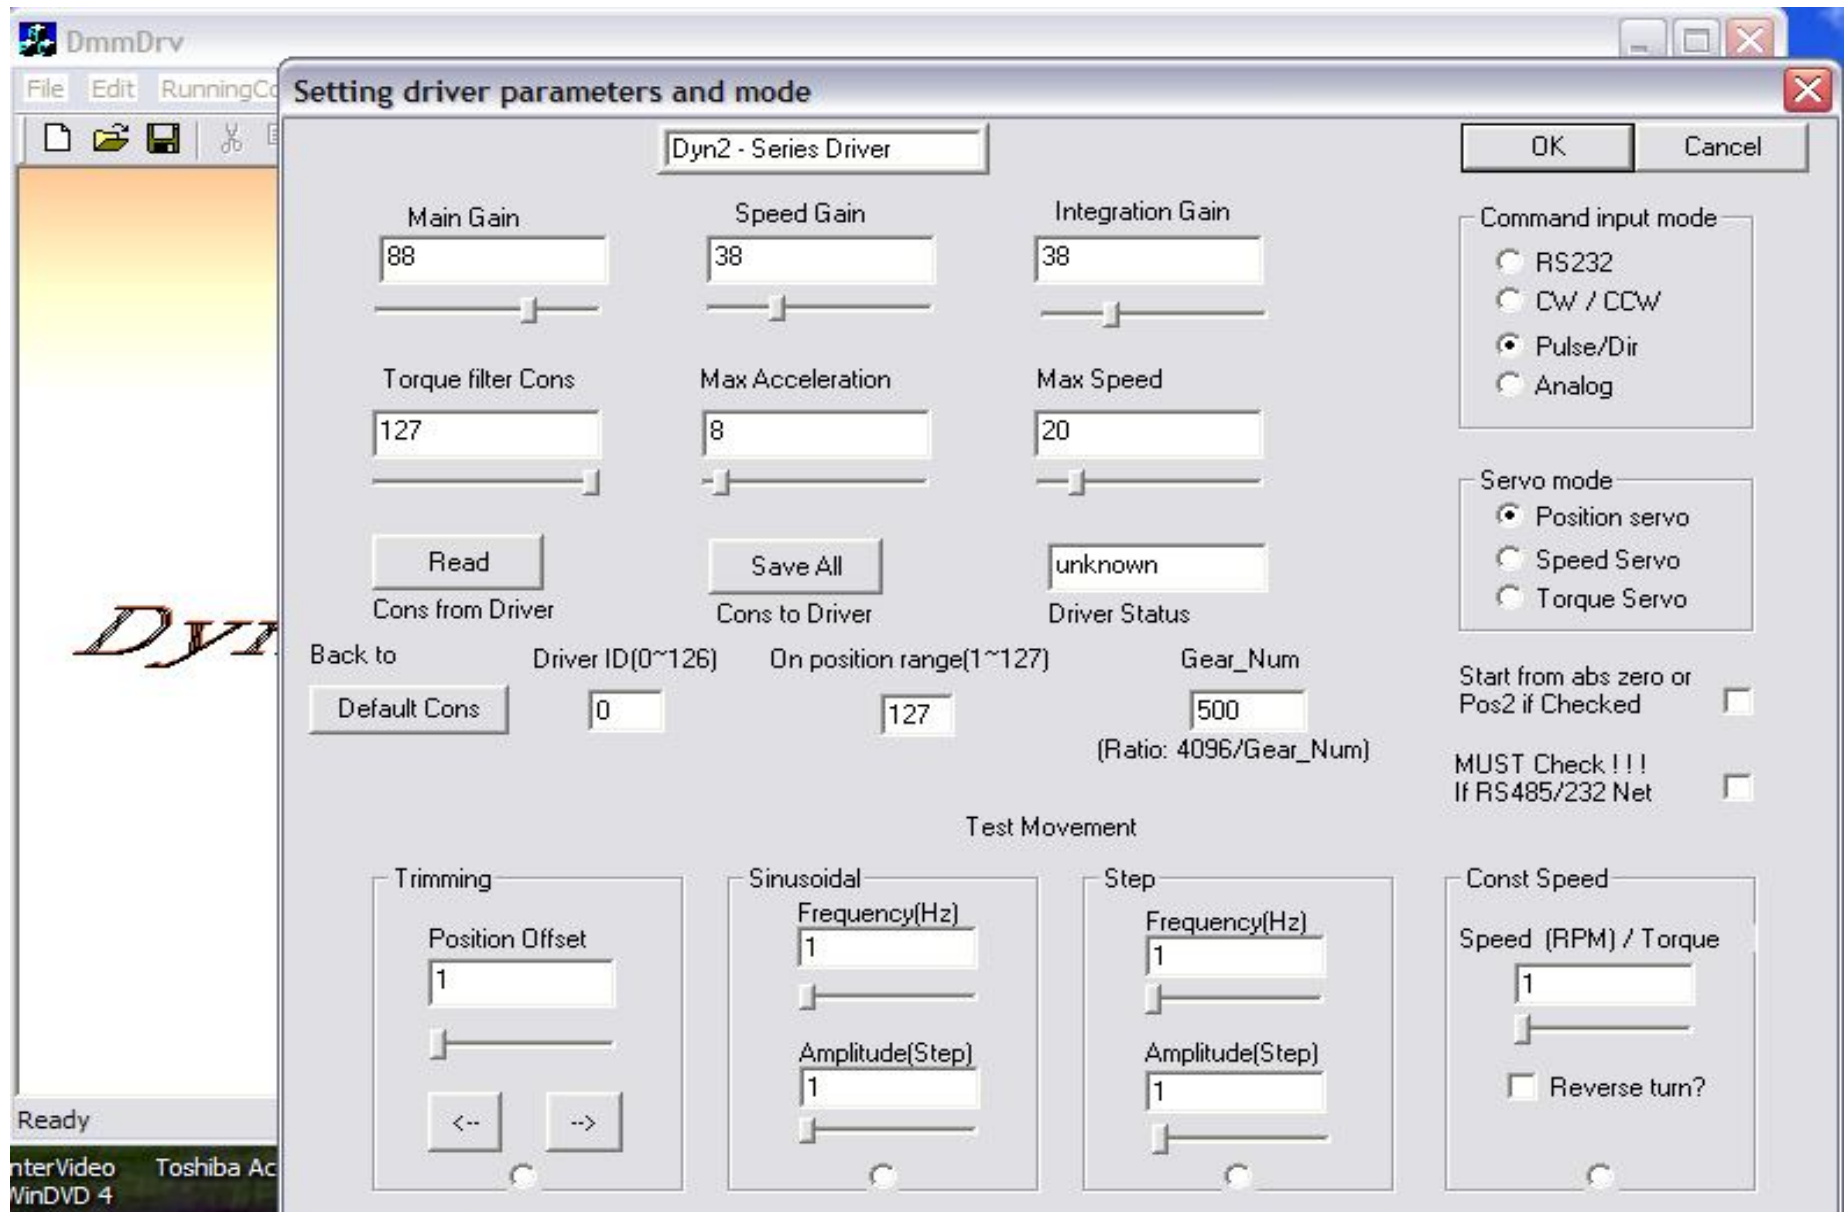 DmmDrv
File Edit
Setting driver parameters and mode
Dyn2 - Series Driver
OK Cancel
Main Gain Speed Gain Integration Gain
88 38 38
Torque filter Cons Max Acceleration Max Speed
127 8 20
Read Save All unknown
Cons from Driver Cons to Driver Driver Status
Back to
Default Cons
Driver ID(0~126) On position range(1~127) Gear_Num
0 127 500
(Ratio: 4096/Gear_Num)
Command input mode
RS232
CW / CCW
Pulse/Dir
Analog
Servo mode
Position servo
Speed Servo
Torque Servo
Start from abs zero or
Pos2 if Checked
MUST Check ! ! !
If RS485/232 Net
Test Movement
Trimming
Position Offset
1
<-- -->
Sinusoidal
Frequency(Hz)
1
Amplitude(Step)
1
Step
Frequency(Hz)
1
Amplitude(Step)
1
Const Speed
Speed (RPM) / Torque
1
Reverse turn?
Ready
Toshiba
WinDVD 4